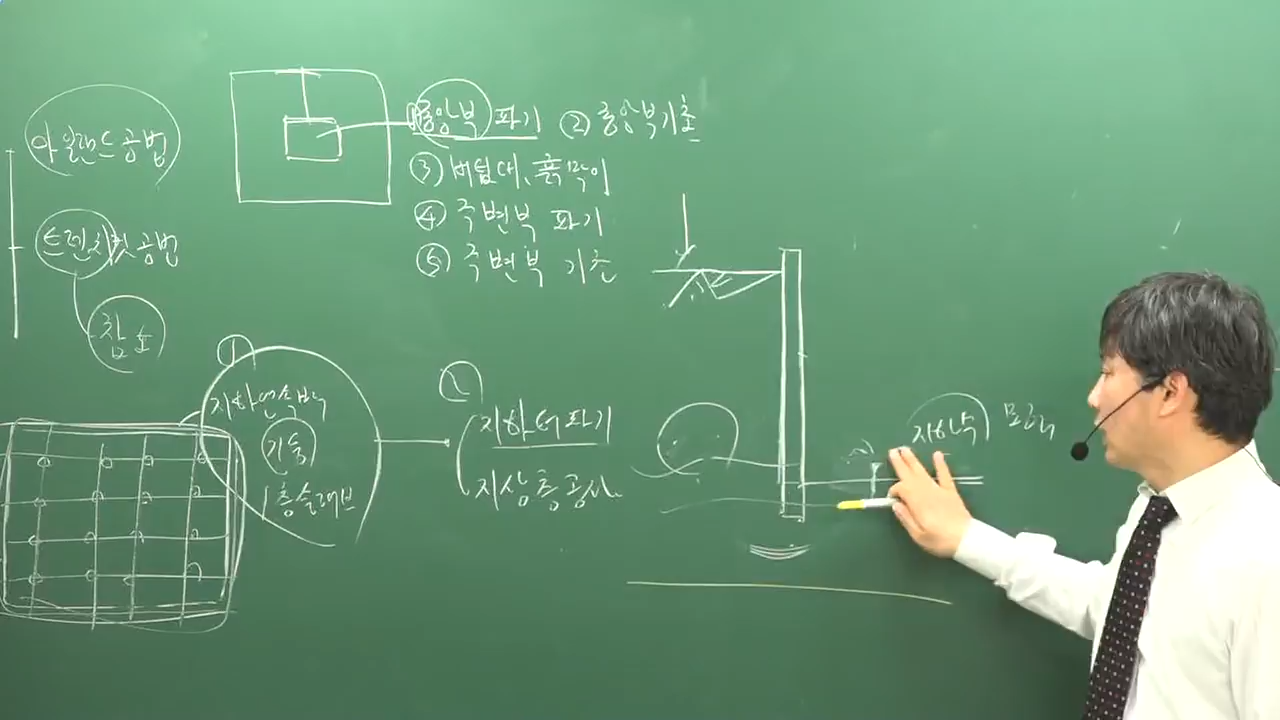 아일랜드공법
트렌치컷공법
참호
① 중앙부 파기 ② 중앙부기초
③ 버팀대, 흙막이
④ 주변부 파기
⑤ 주변부 기초
①
지하연속벽
기둥
1층슬래브
②
지하터파기
지상층공사